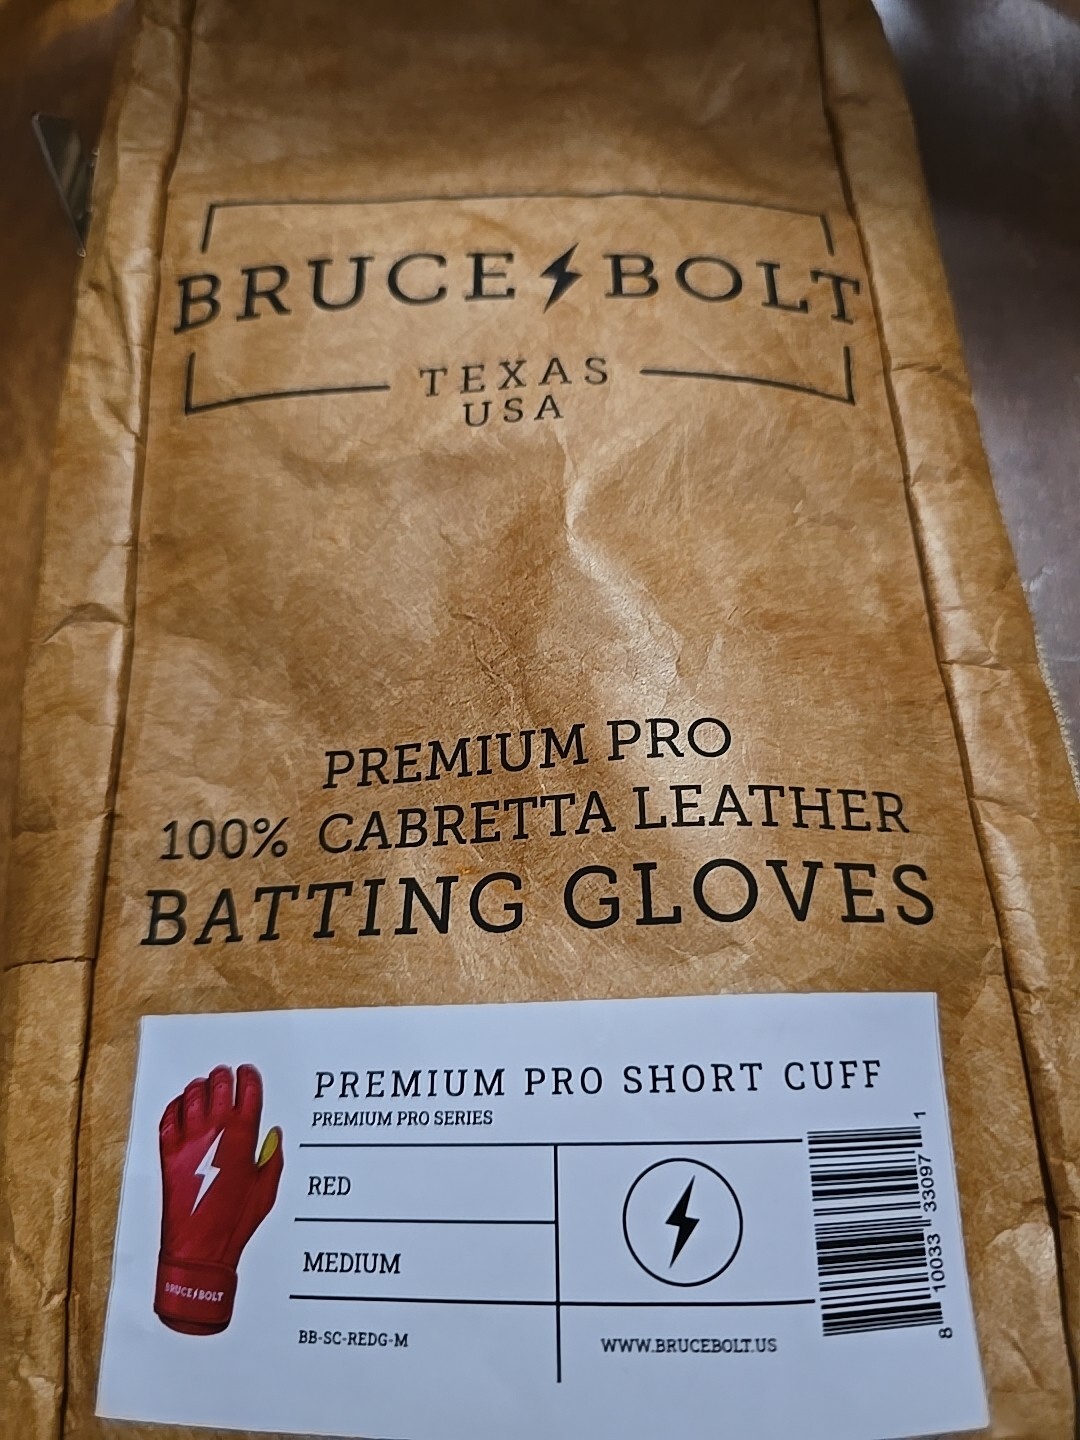 BRUCE BOLT
TEXAS
USA
PREMIUM PRO
100% CABRETTA LEATHER
BATTING GLOVES
PREMIUM PRO SHORT CUFF
PREMIUM PRO SERIES
RED
MEDIUM
BB-SC-REDG-M
WWW.BRUCEBOLT.US
8 10033 33097 1
BRUCE BOLT